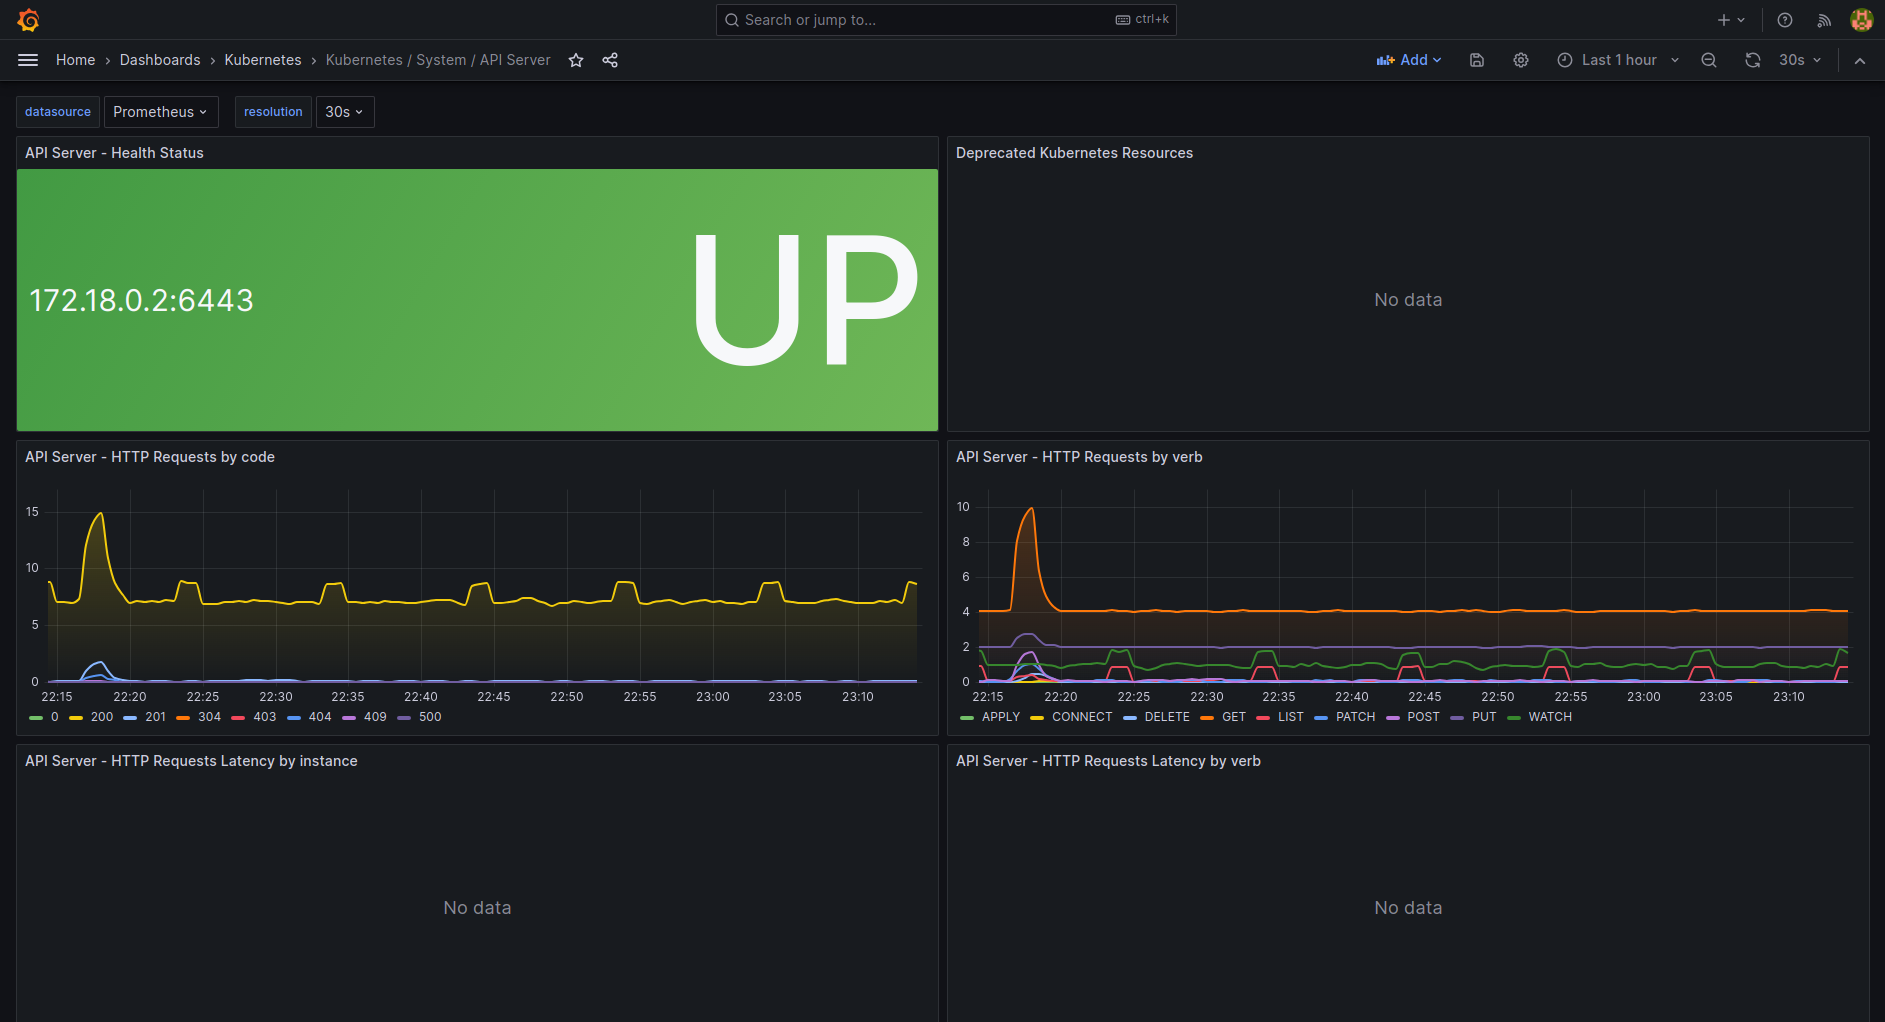 Search or jump to... ctrl+k
Home › Dashboards › Kubernetes › Kubernetes / System / API Server
Add Last 1 hour 30s
datasource Prometheus resolution 30s
API Server - Health Status
172.18.0.2:6443
UP
Deprecated Kubernetes Resources
No data
API Server - HTTP Requests by code
15
10
5
0
22:15 22:20 22:25 22:30 22:35 22:40 22:45 22:50 22:55 23:00 23:05 23:10
0 200 201 304 403 404 409 500
API Server - HTTP Requests by verb
10
8
6
4
2
0
22:15 22:20 22:25 22:30 22:35 22:40 22:45 22:50 22:55 23:00 23:05 23:10
APPLY CONNECT DELETE GET LIST PATCH POST PUT WATCH
API Server - HTTP Requests Latency by instance
No data
API Server - HTTP Requests Latency by verb
No data